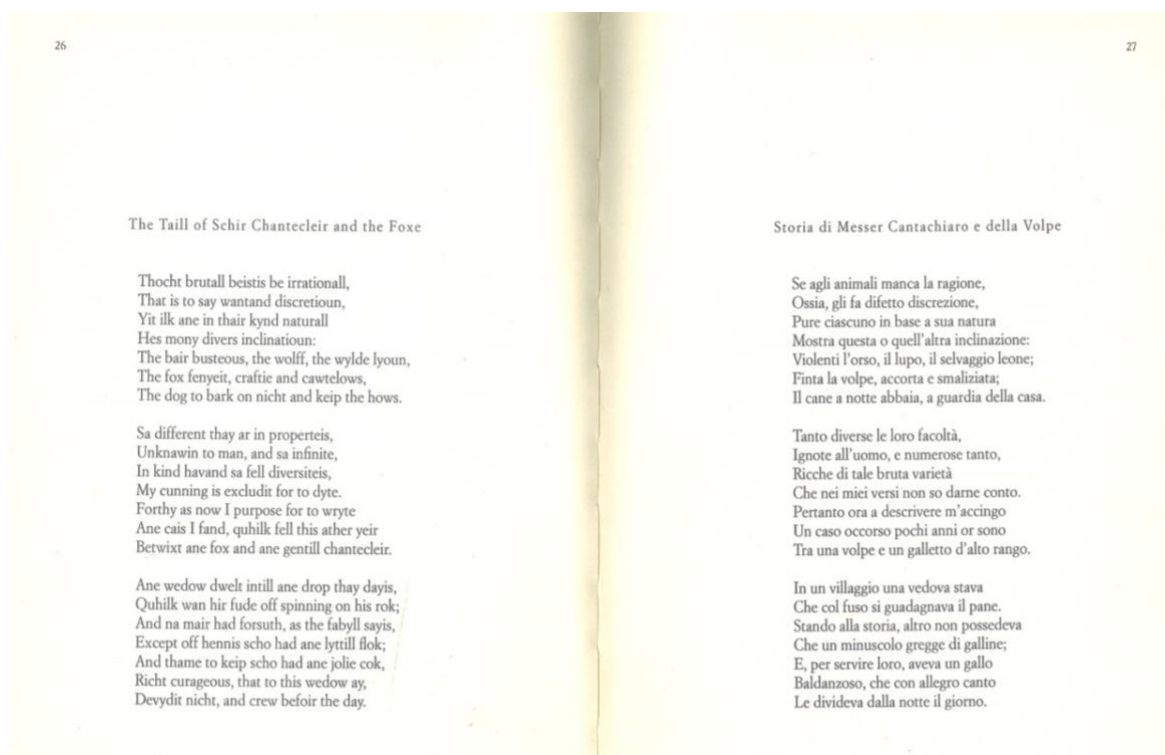 26
The Taill of Schir Chantecleir and the Foxe
Thocht brutall beistis be irrationall,
That is to say wantand discretioun,
Yit ilk ane in thair kynd naturall
Hes mony divers inclinatioun:
The bair busteous, the wolff, the wylde lyoun,
The fox fenyeit, craftie and cawtelows,
The dog to bark on nicht and keip the hows.
Sa different thay ar in properteis,
Unknawin to man, and sa infinite,
In kind havand sa fell diversiteis,
My cunning is excludit for to dyte.
Forthy as now I purpose for to wryte
Ane cais I fand, quhilk fell this ather yeir
Betwixt ane fox and ane gentill chantecleir.
Ane wedow dwelt intill ane drop thay dayis,
Quhilk wan hir fude off spinning on his rok;
And na mair had forsuth, as the fabyll sayis,
Except off hennis scho had ane lyttill flok;
And thame to keip scho had ane jolie cok,
Richt curageous, that to this wedow ay,
Devydit nicht, and crew befoir the day.
27
Storia di Messer Cantachiaro e della Volpe
Se agli animali manca la ragione,
Ossia, gli fa difetto discrezione,
Pure ciascuno in base a sua natura
Mostra questa o quell'altra inclinazione:
Violenti l'orso, il lupo, il selvaggio leone;
Finta la volpe, accorta e smaliziata;
Il cane a notte abbaia, a guardia della casa.
Tanto diverse le loro facoltà,
Ignote all'uomo, e numerose tanto,
Ricche di tale bruta varietà
Che nei miei versi non so darne conto.
Pertanto ora a descrivere m'accingo
Un caso occorso pochi anni or sono
Tra una volpe e un galletto d'alto rango.
In un villaggio una vedova stava
Che col fuso si guadagnava il pane.
Stando alla storia, altro non possedeva
Che un minuscolo gregge di galline;
E, per servire loro, aveva un gallo
Baldanzoso, che con allegro canto
Le divideva dalla notte il giorno.